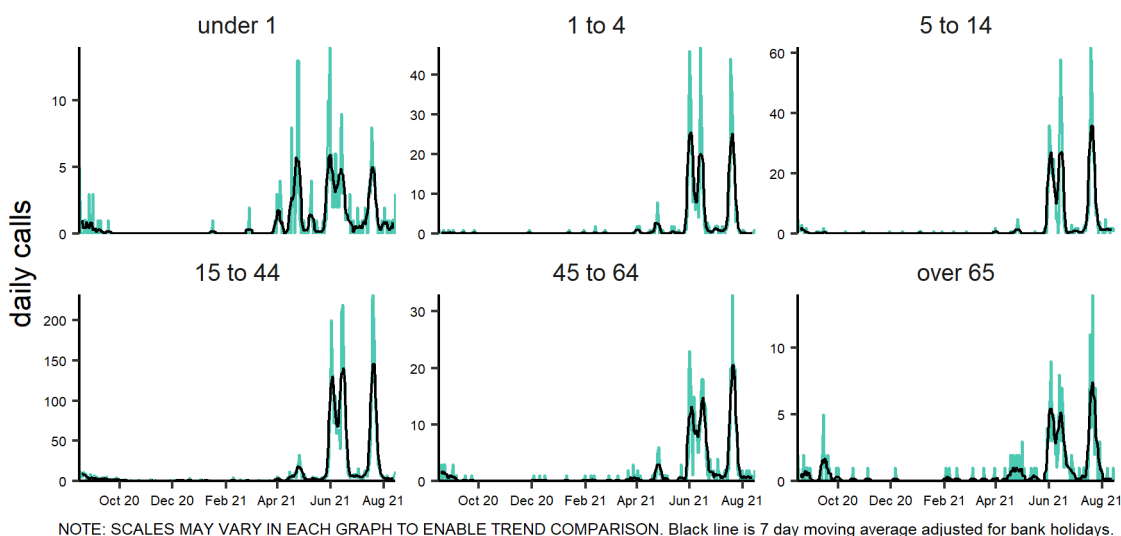 under 1
1 to 4
5 to 14
10
5
0
40
30
20
10
0
60
40
20
0
daily calls
15 to 44
45 to 64
over 65
200
150
100
50
0
30
20
10
0
10
5
0
Oct 20 Dec 20 Feb 21 Apr 21 Jun 21 Aug 21
Oct 20 Dec 20 Feb 21 Apr 21 Jun 21 Aug 21
Oct 20 Dec 20 Feb 21 Apr 21 Jun 21 Aug 21
NOTE: SCALES MAY VARY IN EACH GRAPH TO ENABLE TREND COMPARISON. Black line is 7 day moving average adjusted for bank holidays.